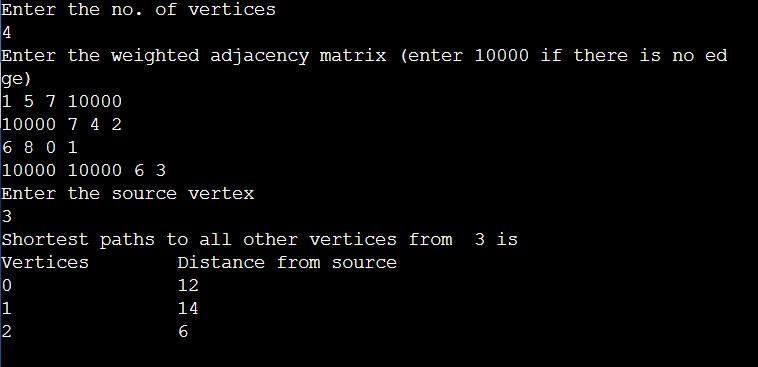 Enter the no. of vertices
4
Enter the weighted adjacency matrix (enter 10000 if there is no ed
ge)
1 5 7 10000
10000 7 4 2
6 8 0 1
10000 10000 6 3
Enter the source vertex
3
Shortest paths to all other vertices from  3 is
Vertices        Distance from source
0               12
1               14
2               6